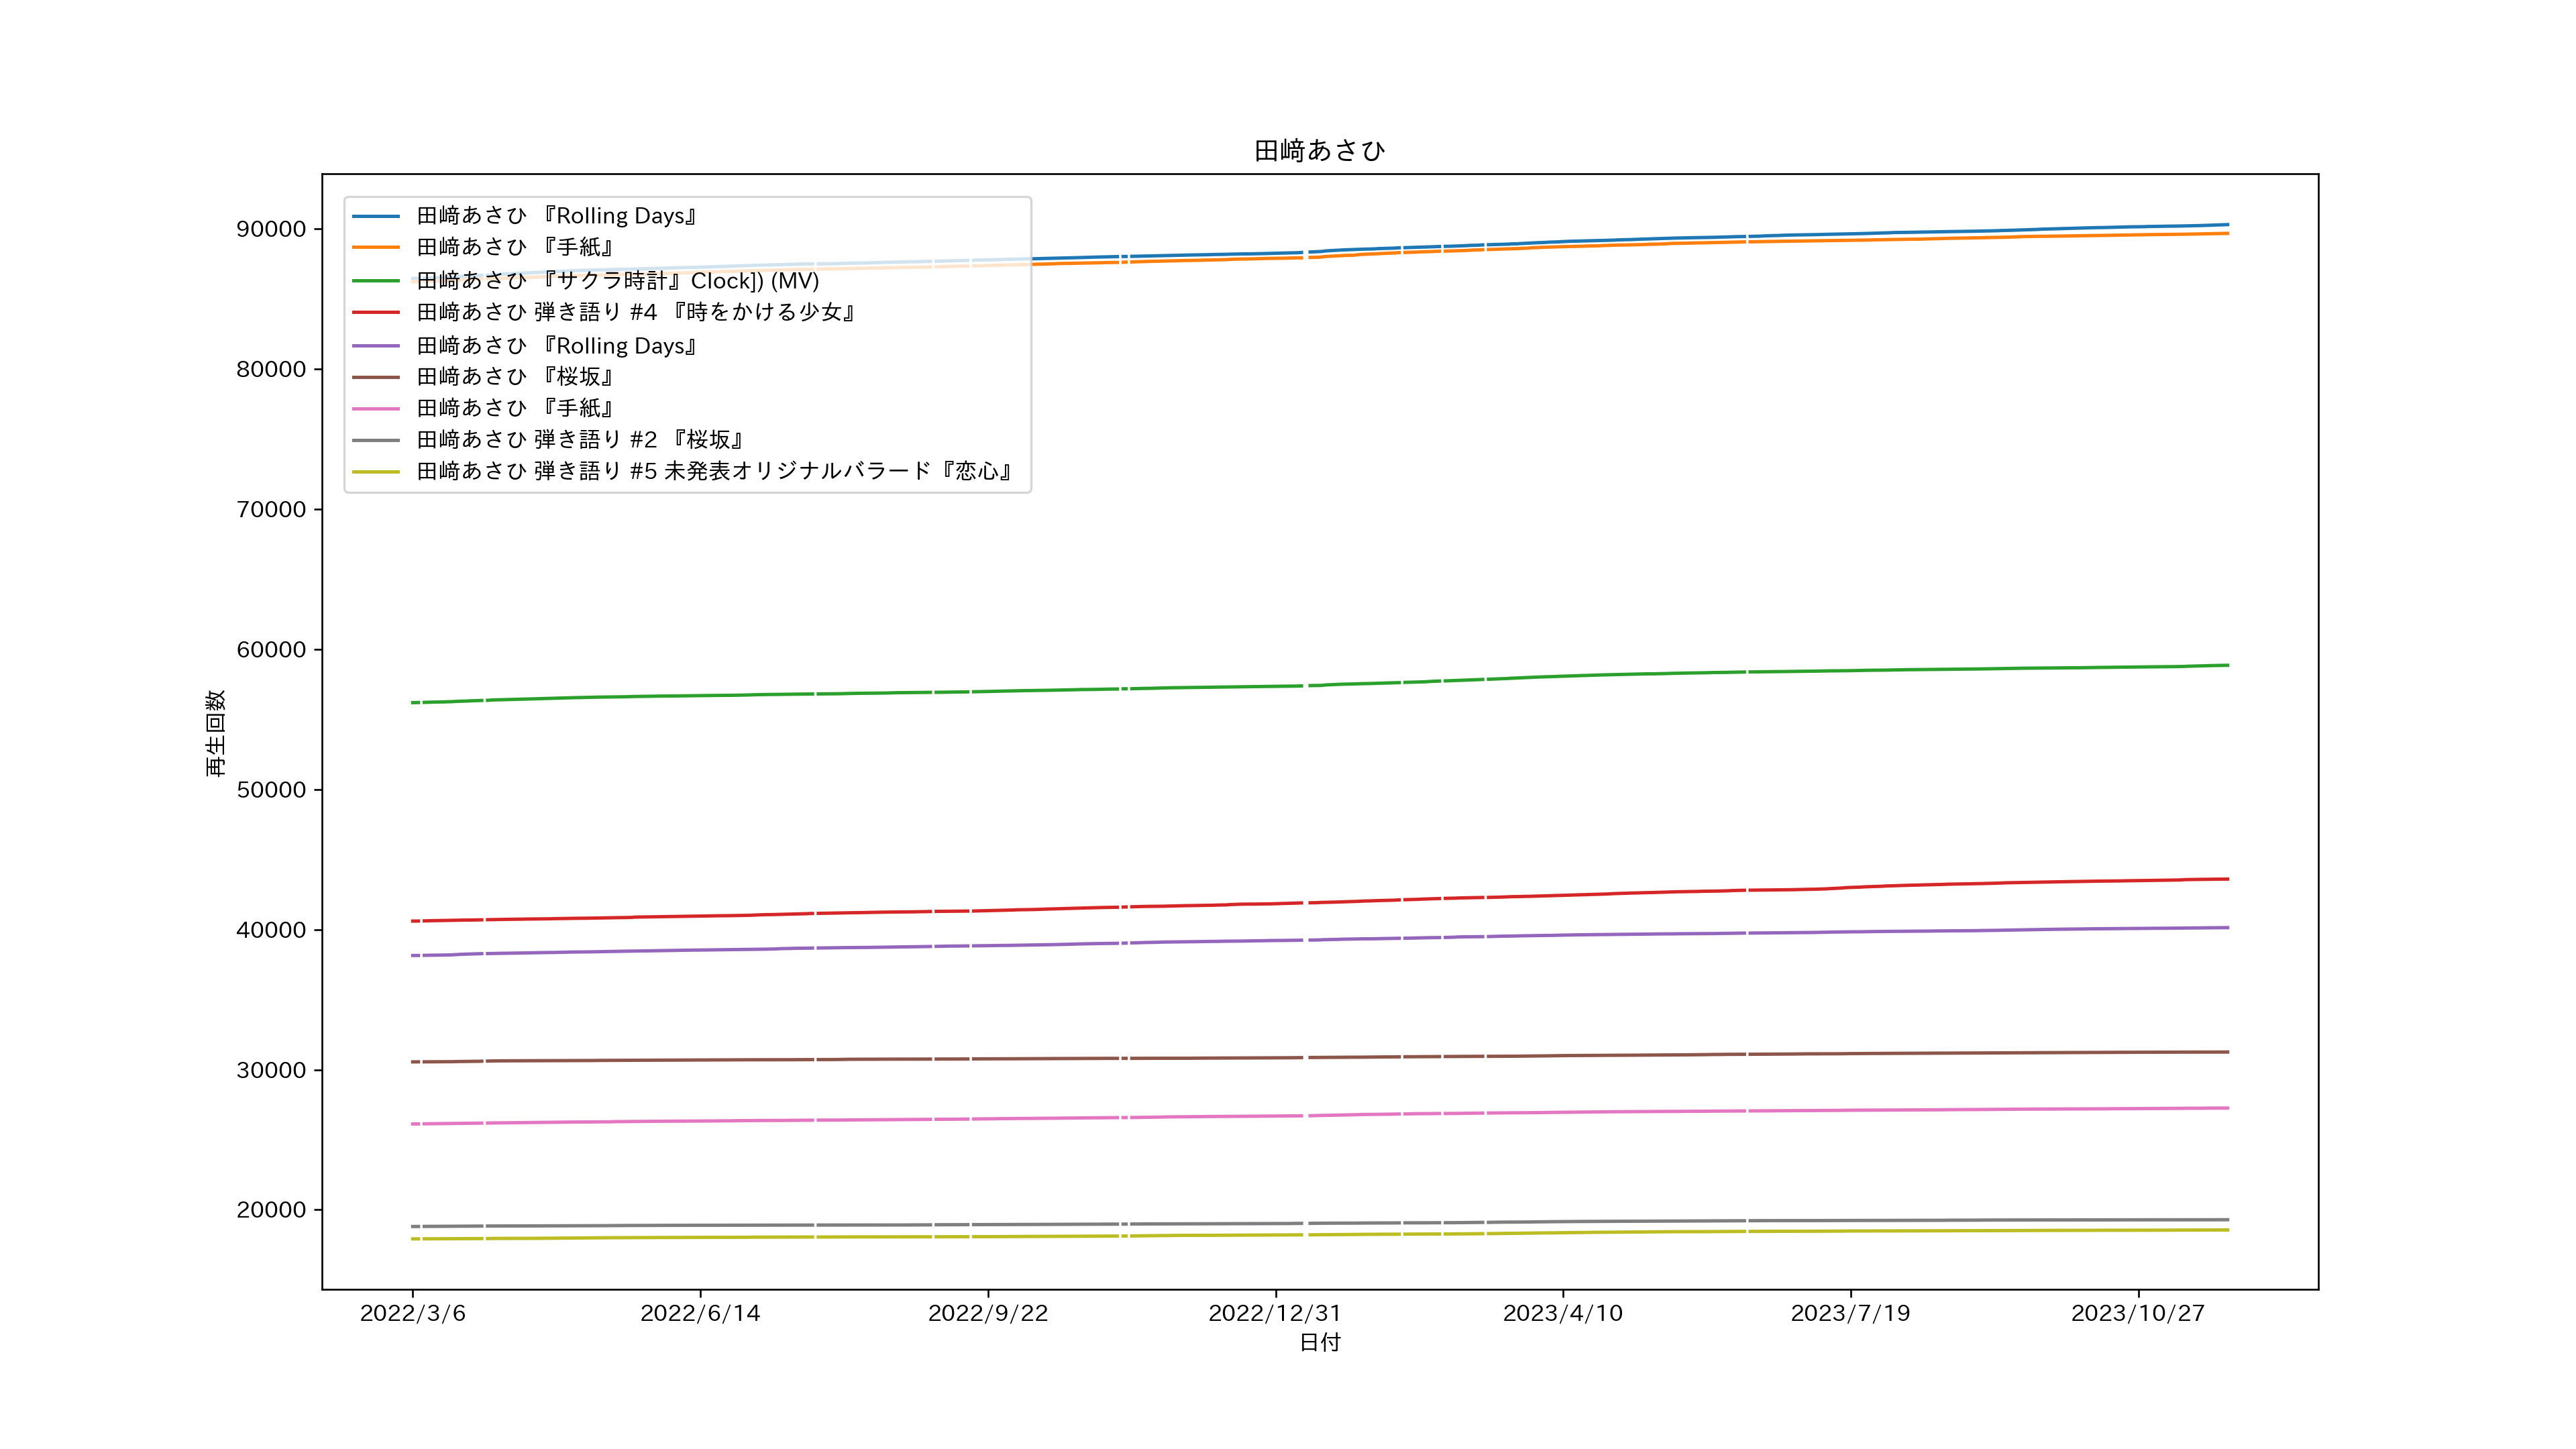 田﨑あさひ
田﨑あさひ 『Rolling Days』
田﨑あさひ 『手紙』
田﨑あさひ 『サクラ時計』Clock]) (MV)
田﨑あさひ 弾き語り #4 『時をかける少女』
田﨑あさひ 『Rolling Days』
田﨑あさひ 『桜坂』
田﨑あさひ 『手紙』
田﨑あさひ 弾き語り #2 『桜坂』
田﨑あさひ 弾き語り #5 未発表オリジナルバラード『恋心』
90000
80000
70000
60000
50000
40000
30000
20000
再生回数
2022/3/6
2022/6/14
2022/9/22
2022/12/31
2023/4/10
2023/7/19
2023/10/27
日付